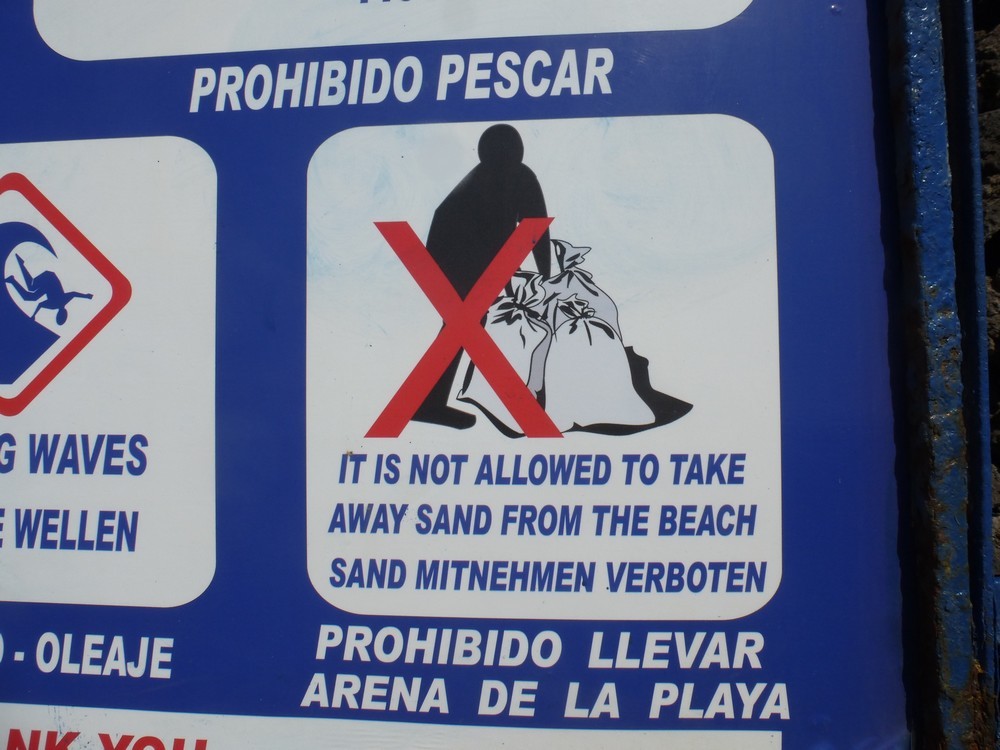 PROHIBIDO PESCAR
WAVES
WELLEN
- OLEAJE
IT IS NOT ALLOWED TO TAKE
AWAY SAND FROM THE BEACH
SAND MITNEHMEN VERBOTEN
PROHIBIDO LLEVAR
ARENA DE LA PLAYA
YOU